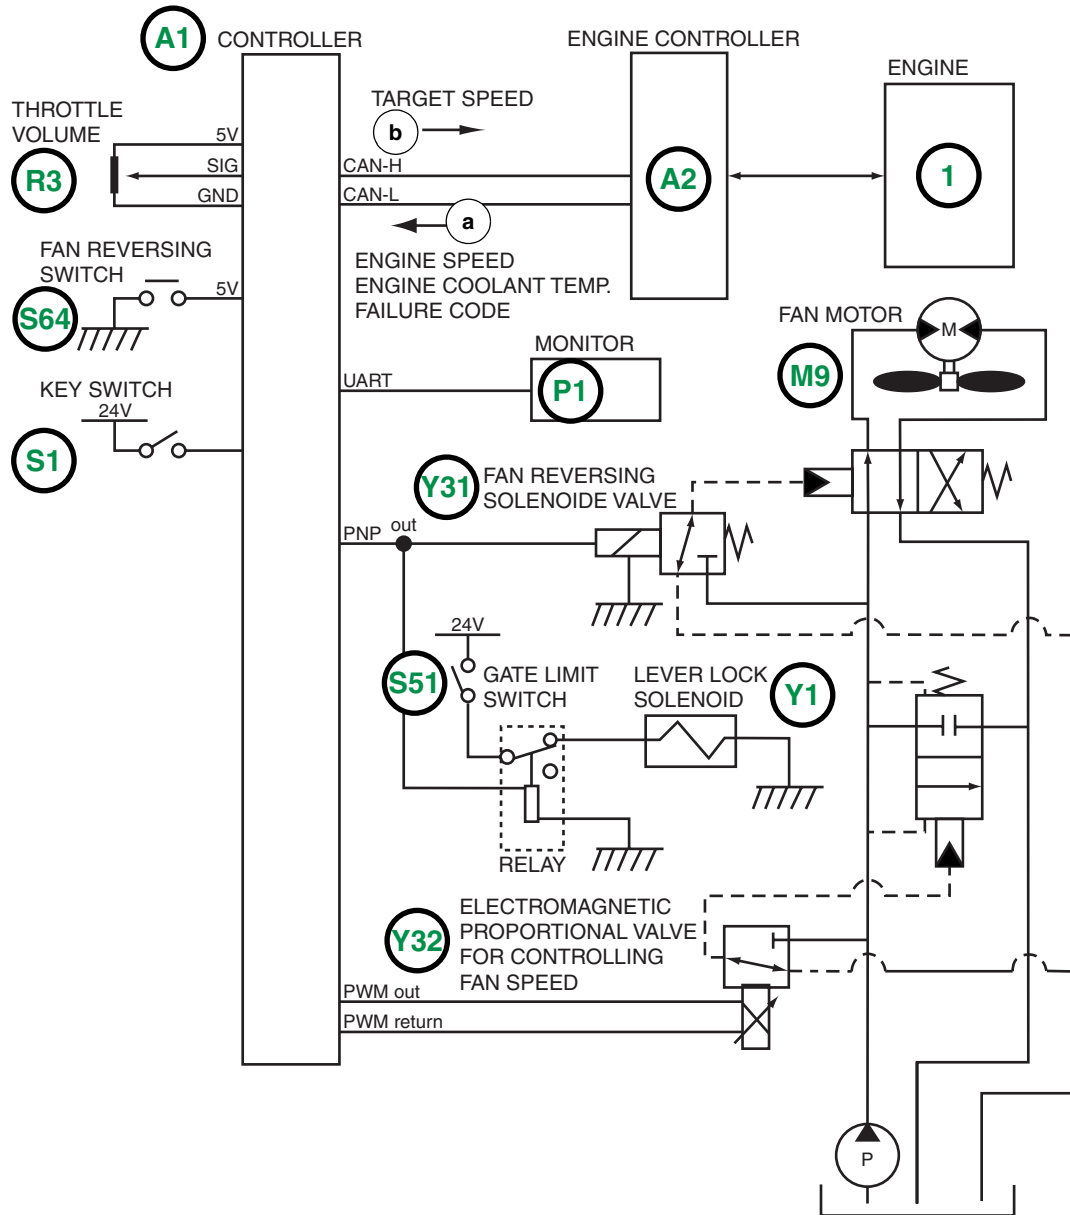 A1
CONTROLLER
ENGINE CONTROLLER
ENGINE
THROTTLE
VOLUME
R3
5V
SIG
GND
TARGET SPEED
b
CAN-H
CAN-L
a
ENGINE SPEED
ENGINE COOLANT TEMP.
FAILURE CODE
A2
1
FAN REVERSING
SWITCH
S64
5V
KEY SWITCH
24V
S1
MONITOR
UART
P1
FAN MOTOR
M
M9
Y31
FAN REVERSING
SOLENOIDE VALVE
PNP
out
24V
S51
GATE LIMIT
SWITCH
LEVER LOCK
SOLENOID
Y1
RELAY
Y32
ELECTROMAGNETIC
PROPORTIONAL VALVE
FOR CONTROLLING
FAN SPEED
PWM out
PWM return
P